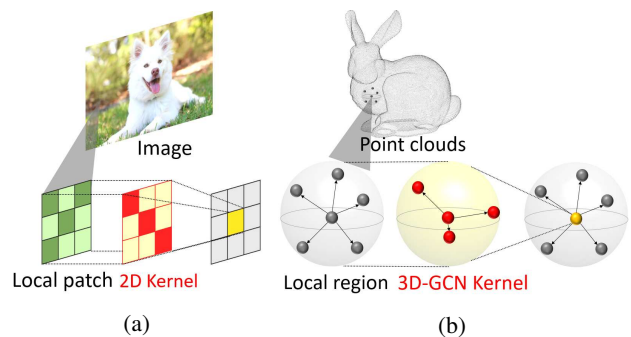 Image
Local patch 2D Kernel
(a)
Point clouds
Local region 3D-GCN Kernel
(b)